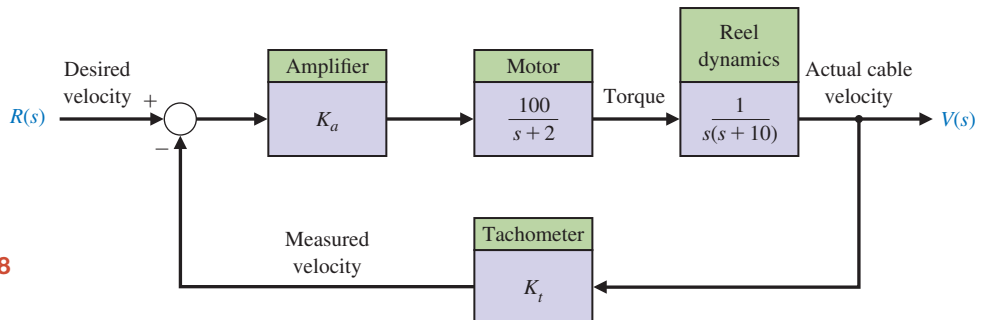 Reel
dynamics
Desired
velocity
Amplifier
Motor
Torque
Actual cable
velocity
R(s)
+
−
K_a
100
s + 2
1
s(s + 10)
V(s)
Measured
velocity
Tachometer
K_t
8